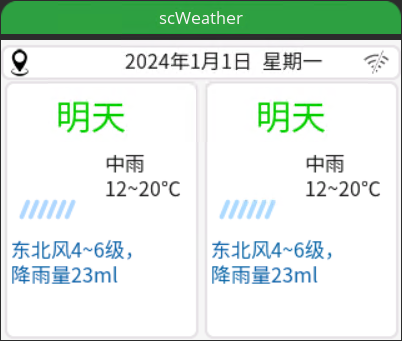 scWeather
2024年1月1日 星期一
明天
中雨
12~20°C
东北风4~6级，
降雨量23ml
明天
中雨
12~20°C
东北风4~6级，
降雨量23ml